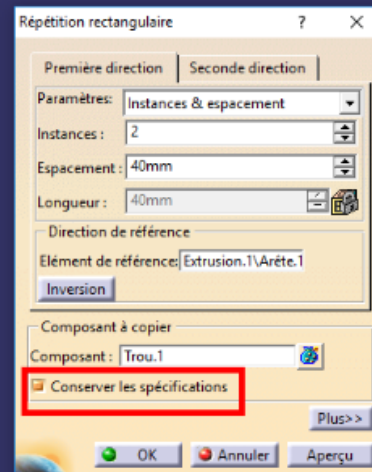 Répétition rectangulaire ? ×
Première direction Seconde direction
Paramètres: Instances & espacement
Instances : 2
Espacement : 40mm
Longueur : 40mm
Direction de référence
Elément de référence: Extrusion.1\Arête.1
Inversion
Composant à copier
Composant : Trou.1
Conserver les spécifications
Plus>>
OK Annuler Aperçu